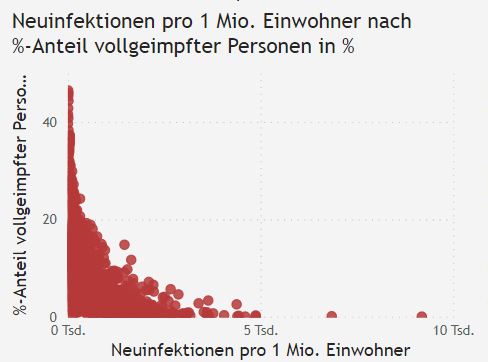 Neuinfektionen pro 1 Mio. Einwohner nach
%-Anteil vollgeimpfter Personen in %
%-Anteil vollgeimpfter Perso...
40
20
0
0 Tsd.
5 Tsd.
10 Tsd.
Neuinfektionen pro 1 Mio. Einwohner